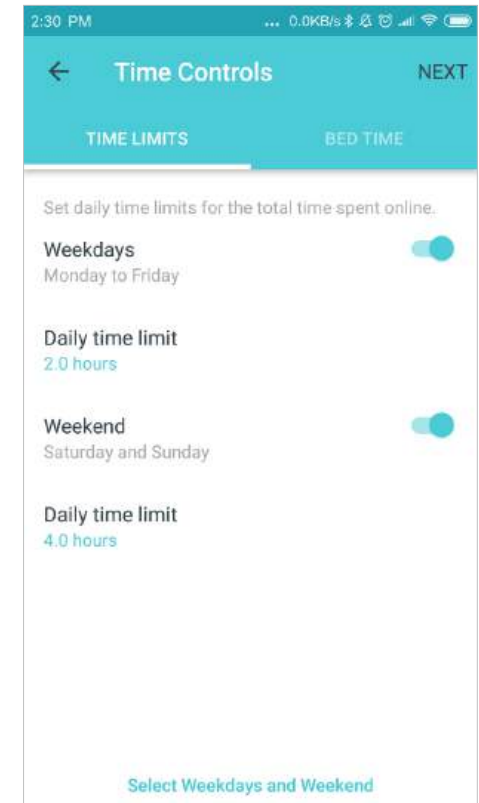 2:30 PM ... 0.0KB/s
Time Controls NEXT
TIME LIMITS BED TIME
Set daily time limits for the total time spent online.
Weekdays
Monday to Friday
Daily time limit
2.0 hours
Weekend
Saturday and Sunday
Daily time limit
4.0 hours
Select Weekdays and Weekend